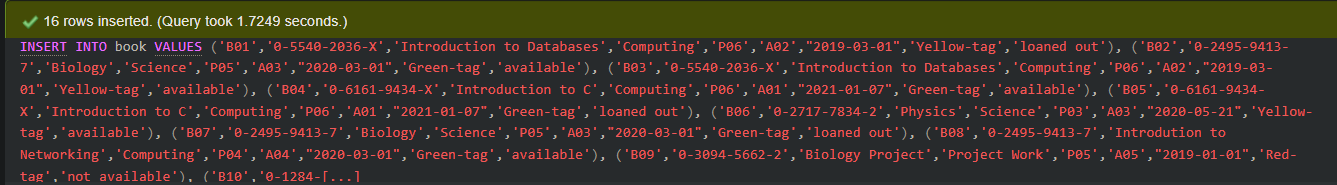 16 rows inserted. (Query took 1.7249 seconds.)
INSERT INTO book VALUES ('B01','0-5540-2036-X','Introduction to Databases','Computing','P06','A02',"2019-03-01",'Yellow-tag','loaned out'), ('B02','0-2495-9413-
7','Biology','Science','P05','A03',"2020-03-01",'Green-tag','available'), ('B03','0-5540-2036-X','Introduction to Databases','Computing','P06','A02',"2019-03-
01",'Yellow-tag','available'), ('B04','0-6161-9434-X','Introduction to C','Computing','P06','A01',"2021-01-07",'Green-tag','available'), ('B05','0-6161-9434-
X','Introduction to C','Computing','P06','A01',"2021-01-07",'Green-tag','loaned out'), ('B06','0-2717-7834-2','Physics','Science','P03','A03',"2020-05-21",'Yellow-
tag','available'), ('B07','0-2495-9413-7','Biology','Science','P05','A03',"2020-03-01",'Green-tag','loaned out'), ('B08','0-2495-9413-7','Introdution to
Networking','Computing','P04','A04',"2020-03-01",'Green-tag','available'), ('B09','0-3094-5662-2','Biology Project','Project Work','P05','A05',"2019-01-01",'Red-
tag','not available'), ('B10','0-1284-[...]